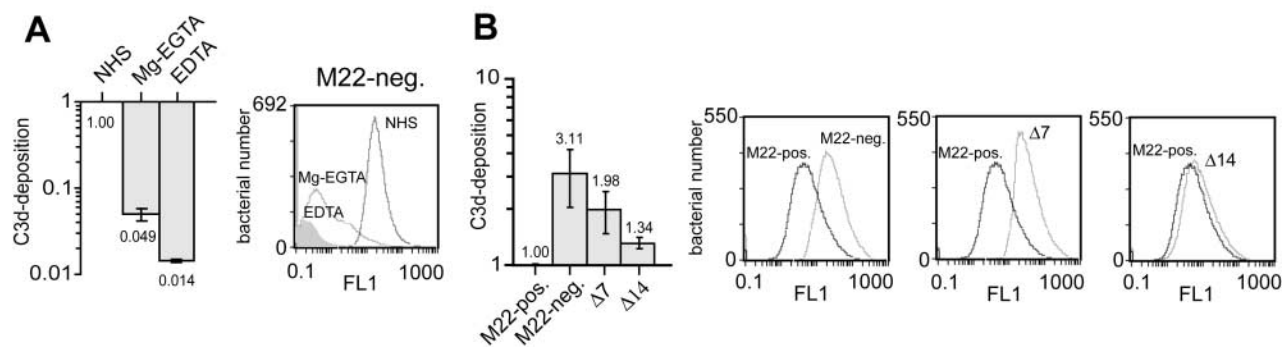 A
NHS
Mg-EGTA
EDTA
C3d-deposition
1
0.1
0.01
1.00
0.049
0.014
M22-neg.
692
0
bacterial number
NHS
Mg-EGTA
EDTA
0.1
1000
FL1
B
C3d-deposition
10
1
1.00
3.11
1.98
1.34
M22-pos.
M22-neg.
Δ7
Δ14
550
0
bacterial number
M22-pos.
M22-neg.
0.1
1000
FL1
550
0
M22-pos.
Δ7
0.1
1000
FL1
550
0
M22-pos.
Δ14
0.1
1000
FL1